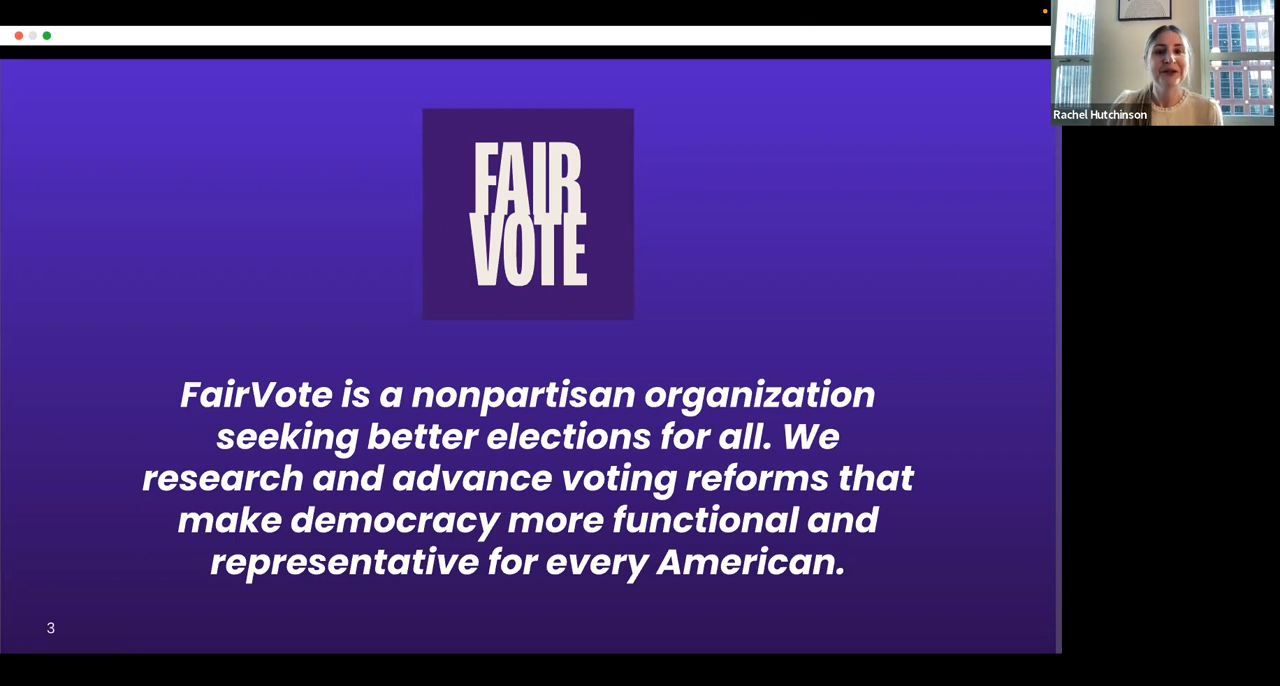 Rachel Hutchinson
FAIR
VOTE
FairVote is a nonpartisan organization
seeking better elections for all. We
research and advance voting reforms that
make democracy more functional and
representative for every American.
3